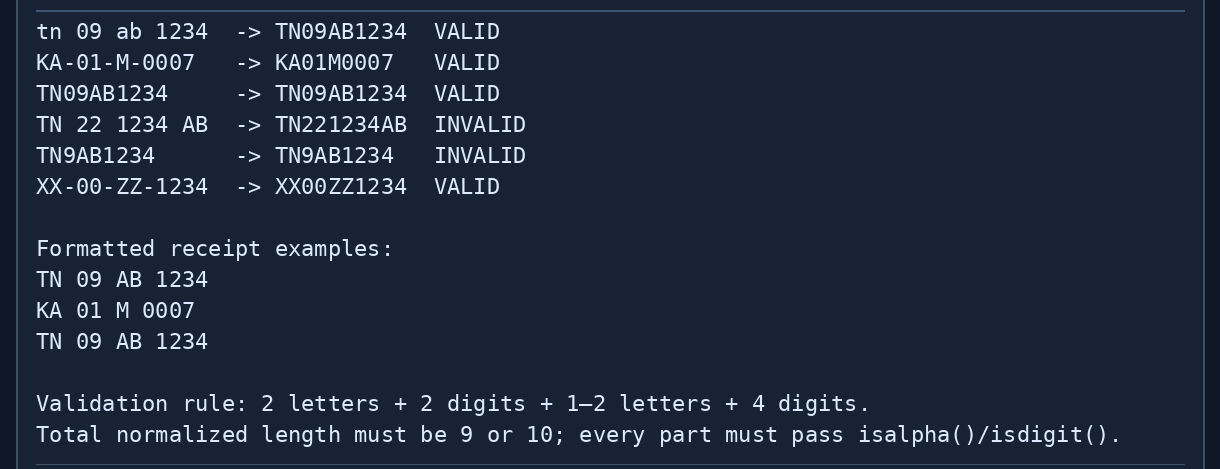 tn 09 ab 1234  -> TN09AB1234  VALID
KA-01-M-0007   -> KA01M0007   VALID
TN09AB1234     -> TN09AB1234  VALID
TN 22 1234 AB  -> TN221234AB  INVALID
TN9AB1234      -> TN9AB1234   INVALID
XX-00-ZZ-1234  -> XX00ZZ1234  VALID
Formatted receipt examples:
TN 09 AB 1234
KA 01 M 0007
TN 09 AB 1234
Validation rule: 2 letters + 2 digits + 1–2 letters + 4 digits.
Total normalized length must be 9 or 10; every part must pass isalpha()/isdigit().